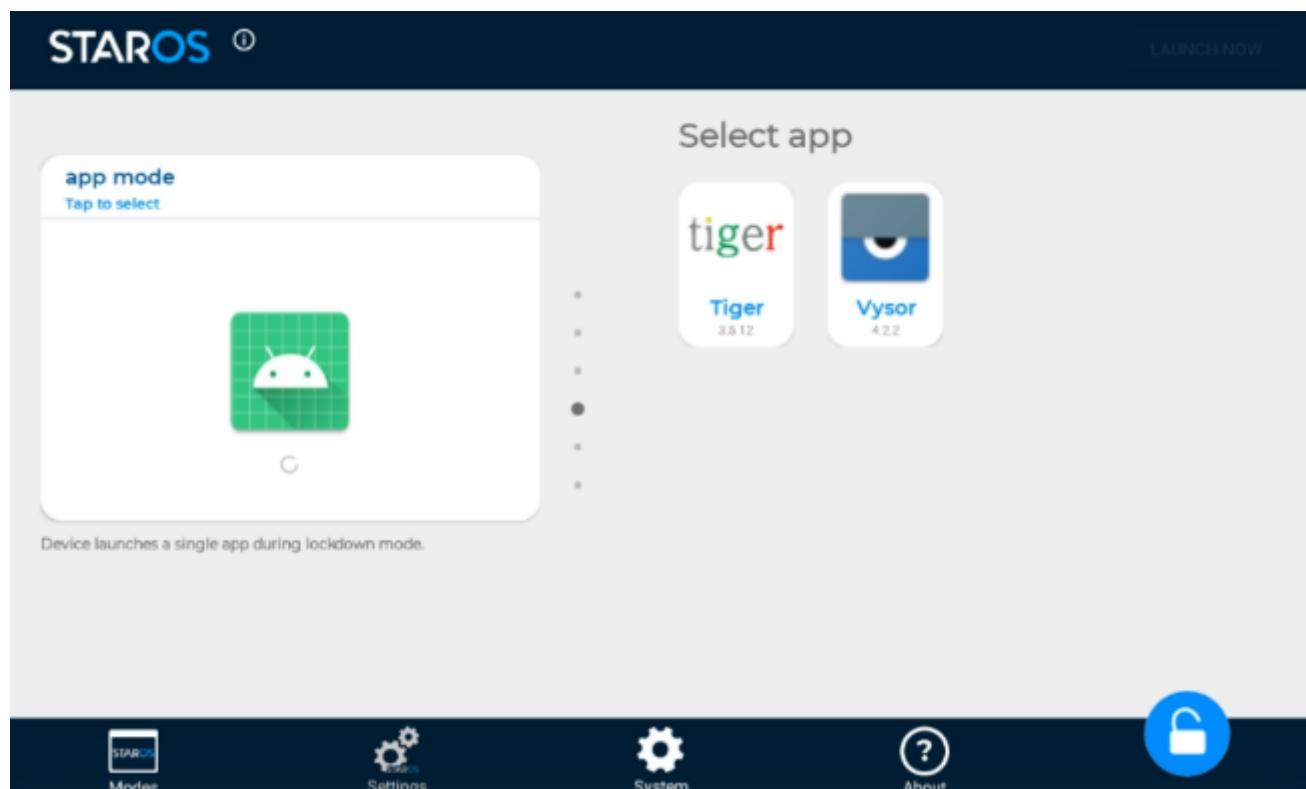 STAROS
LAUNCH NOW
Select app
app mode
Tap to select
tiger
Tiger
3.5.12
Vysor
4.2.2
Device launches a single app during lockdown mode.
STAROS
Modes
Settings
System
?
About